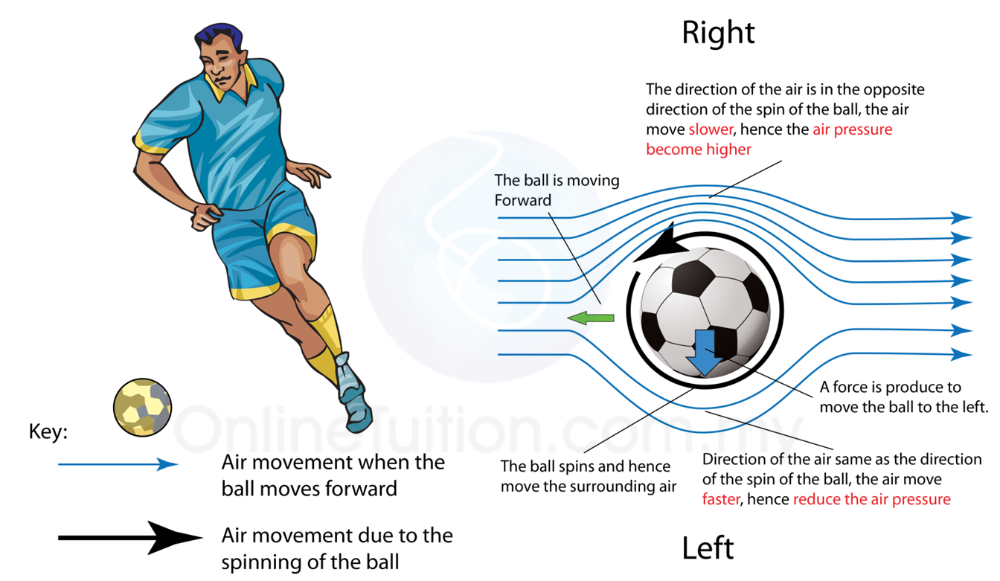 Right
The direction of the air is in the opposite
direction of the spin of the ball, the air
move slower, hence the air pressure
become higher
The ball is moving
Forward
A force is produce to
move the ball to the left.
OnlineTuition.com.my
Key:
Air movement when the
ball moves forward
The ball spins and hence
move the surrounding air
Direction of the air same as the direction
of the spin of the ball, the air move
faster, hence reduce the air pressure
Air movement due to the
spinning of the ball
Left